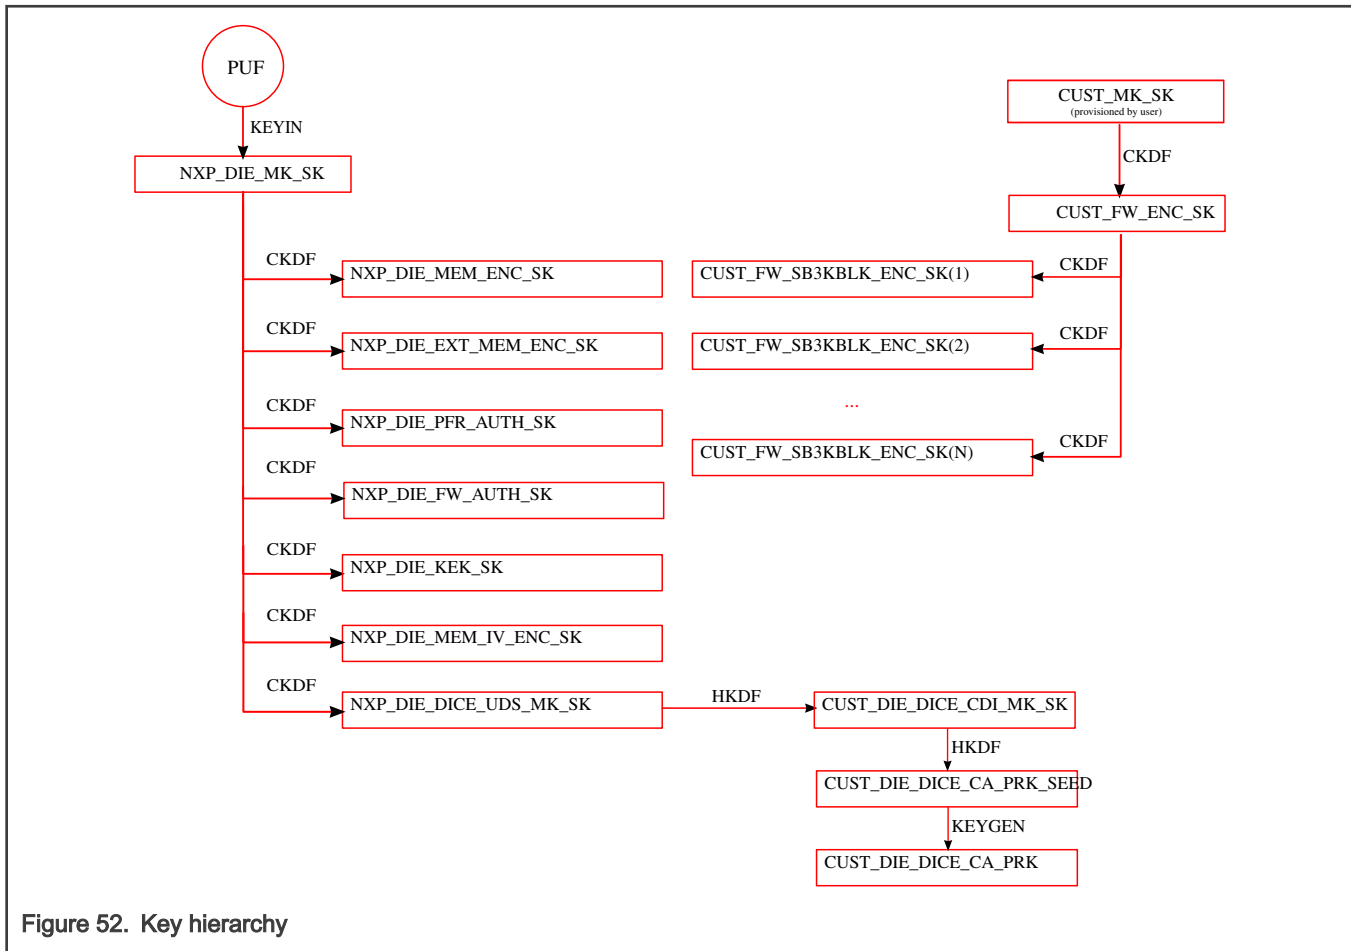 PUF
KEYIN
NXP_DIE_MK_SK
CUST_MK_SK
(provisioned by user)
CKDF
CUST_FW_ENC_SK
CKDF
NXP_DIE_MEM_ENC_SK
CUST_FW_SB3KBLK_ENC_SK(1)
CKDF
CKDF
NXP_DIE_EXT_MEM_ENC_SK
CUST_FW_SB3KBLK_ENC_SK(2)
CKDF
CKDF
NXP_DIE_PFR_AUTH_SK
...
CUST_FW_SB3KBLK_ENC_SK(N)
CKDF
CKDF
NXP_DIE_FW_AUTH_SK
CKDF
NXP_DIE_KEK_SK
CKDF
NXP_DIE_MEM_IV_ENC_SK
CKDF
NXP_DIE_DICE_UDS_MK_SK
HKDF
CUST_DIE_DICE_CDI_MK_SK
HKDF
CUST_DIE_DICE_CA_PRK_SEED
KEYGEN
CUST_DIE_DICE_CA_PRK
Figure 52. Key hierarchy